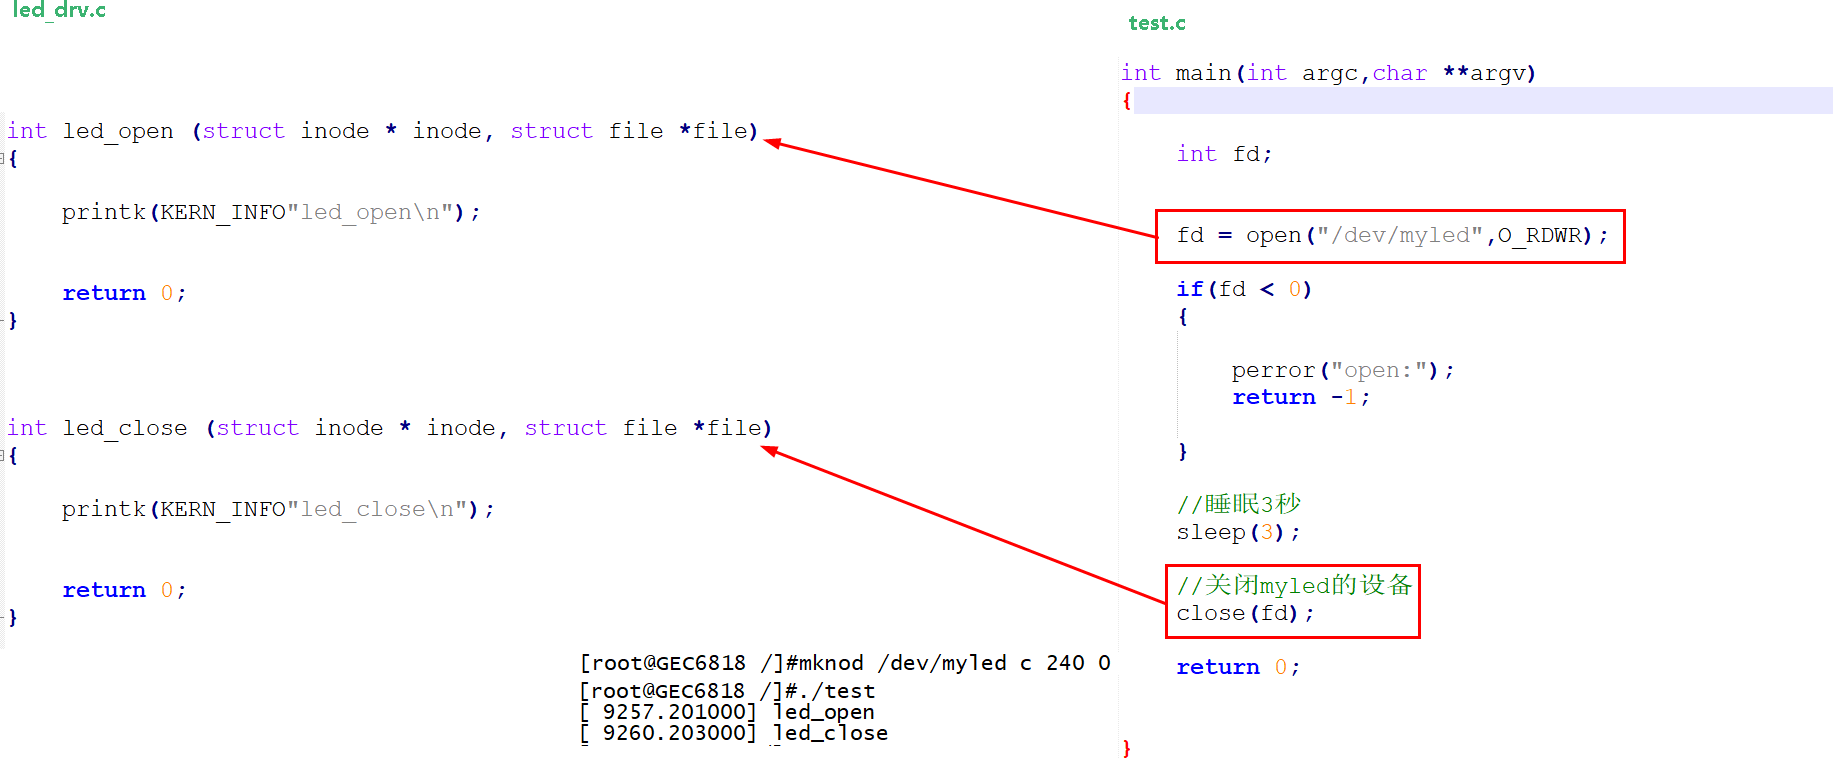 led_drv.c
int led_open (struct inode * inode, struct file *file)
{
printk(KERN_INFO"led_open\n");
return 0;
}
int led_close (struct inode * inode, struct file *file)
{
printk(KERN_INFO"led_close\n");
return 0;
}
[root@GEC6818 /]#mknod /dev/myled c 240 0
[root@GEC6818 /]#./test
[ 9257.201000] led_open
[ 9260.203000] led_close
test.c
int main(int argc,char **argv)
{
int fd;
fd = open("/dev/myled",O_RDWR);
if(fd < 0)
{
perror("open:");
return -1;
}
//睡眠3秒
sleep(3);
//关闭myled的设备
close(fd);
return 0;
}